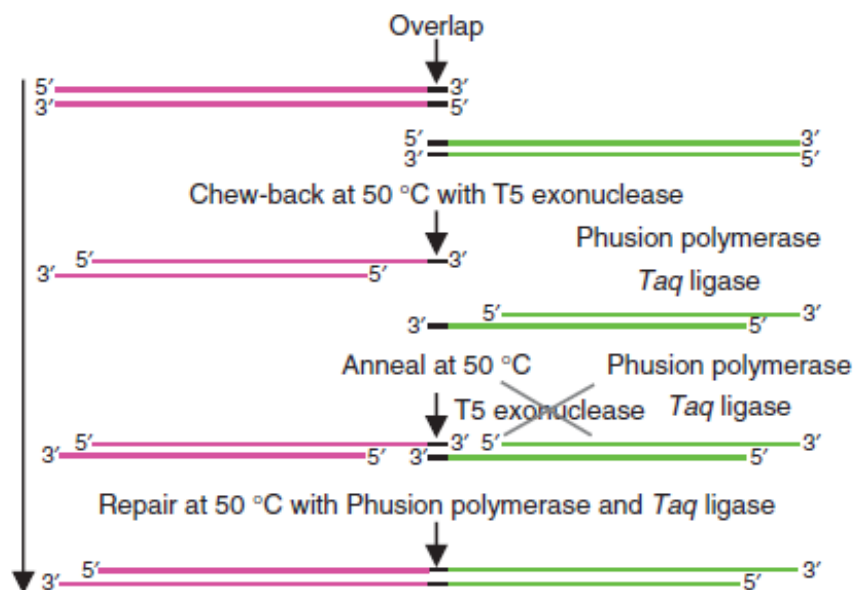 Overlap
5′ 3′
3′ 5′
5′ 3′
3′ 5′
Chew-back at 50 °C with T5 exonuclease
Phusion polymerase
5′ 3′
3′ 5′
Taq ligase
5′ 3′
3′ 5′
Anneal at 50 °C Phusion polymerase
T5 exonuclease Taq ligase
5′ 3′ 5′ 3′
3′ 5′ 3′ 5′
Repair at 50 °C with Phusion polymerase and Taq ligase
5′ 3′
3′ 5′